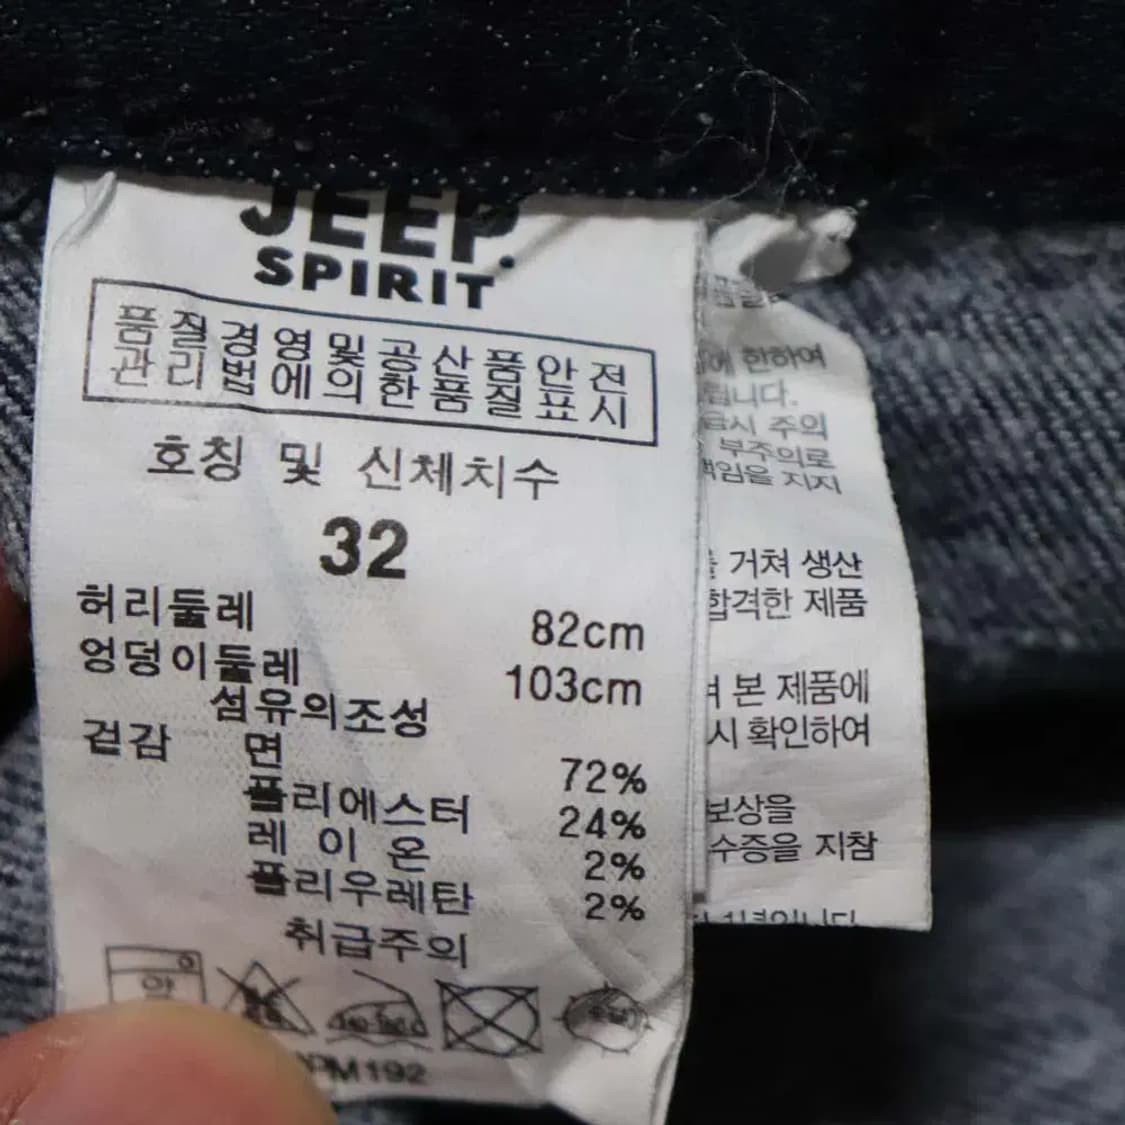 JEEP.
SPIRIT
품질경영및공산품안전
관리법에의한품질표시
호칭 및 신체치수
32
허리둘레 82cm
엉덩이둘레 103cm
섬유의조성
겉감 면 72%
폴리에스터 24%
레 이 온 2%
폴리우레탄 2%
취급주의
약
PM192
에 한하여
립니다.
급시 주의
부주의로
책임을 지지
거쳐 생산
합격한 제품
본 제품에
시 확인하여
보상을
수증을 지참